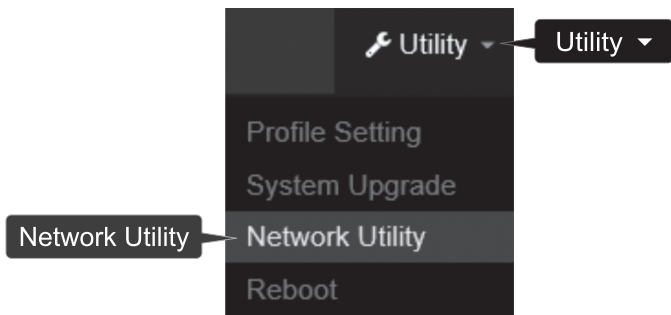 Utility
Utility
Profile Setting
System Upgrade
Network Utility
Network Utility
Reboot